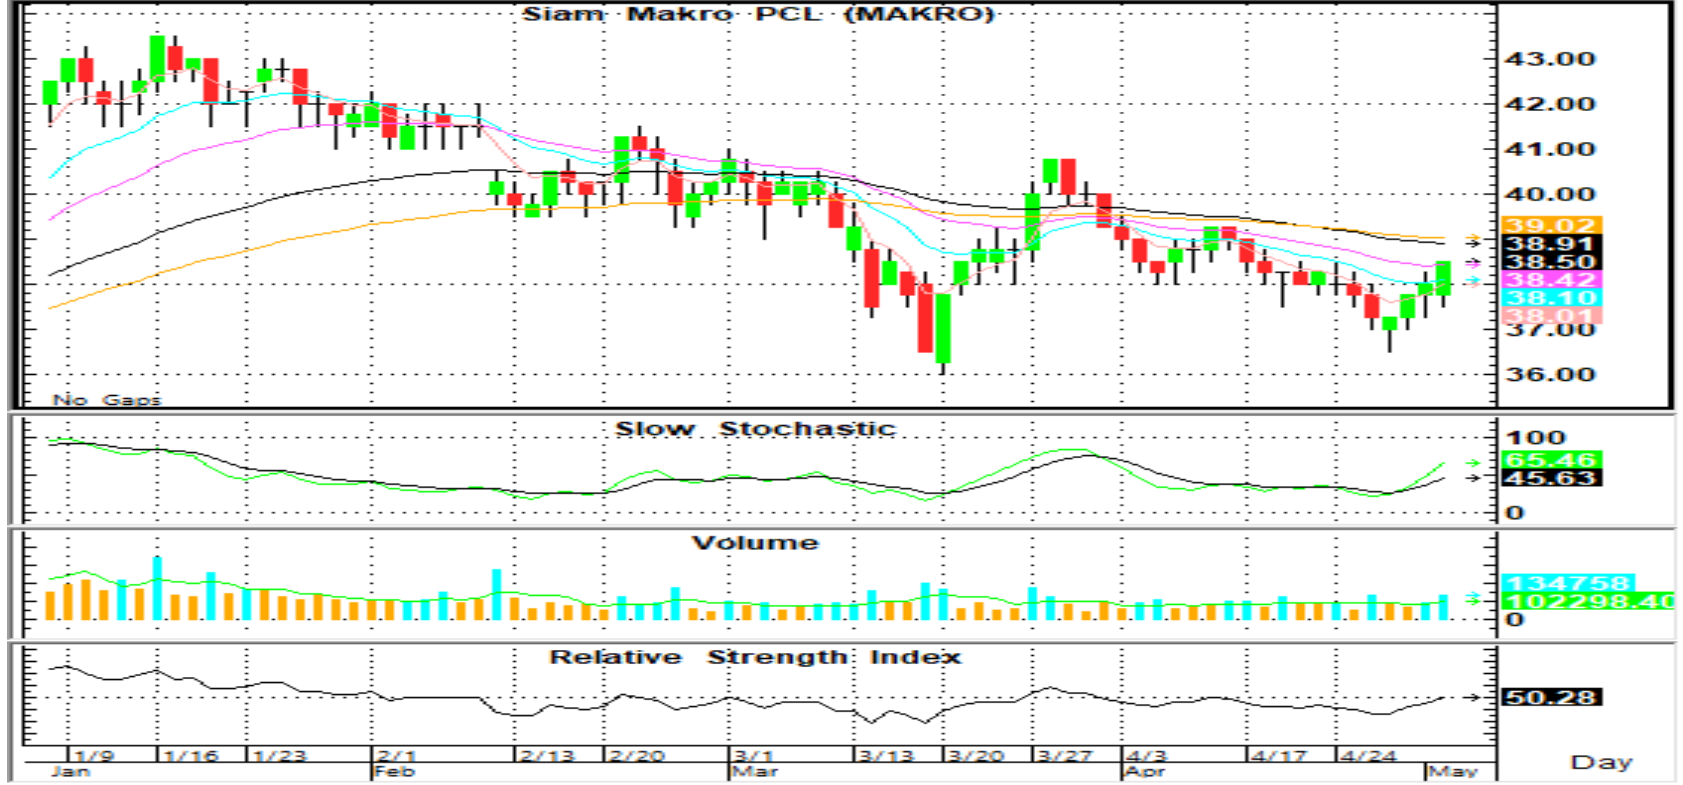 Siam Makro PCL (MAKRO)
43.00
42.00
41.00
40.00
39.02
38.91
38.50
38.42
38.10
38.01
37.00
36.00
No Gaps
Slow Stochastic
100
65.46
45.63
0
Volume
134758
102298.40
0
Relative Strength Index
50.28
1/9 1/16 1/23 2/1 2/13 2/20 3/1 3/13 3/20 3/27 4/3 4/17 4/24
Day
Jan Feb Mar Apr May